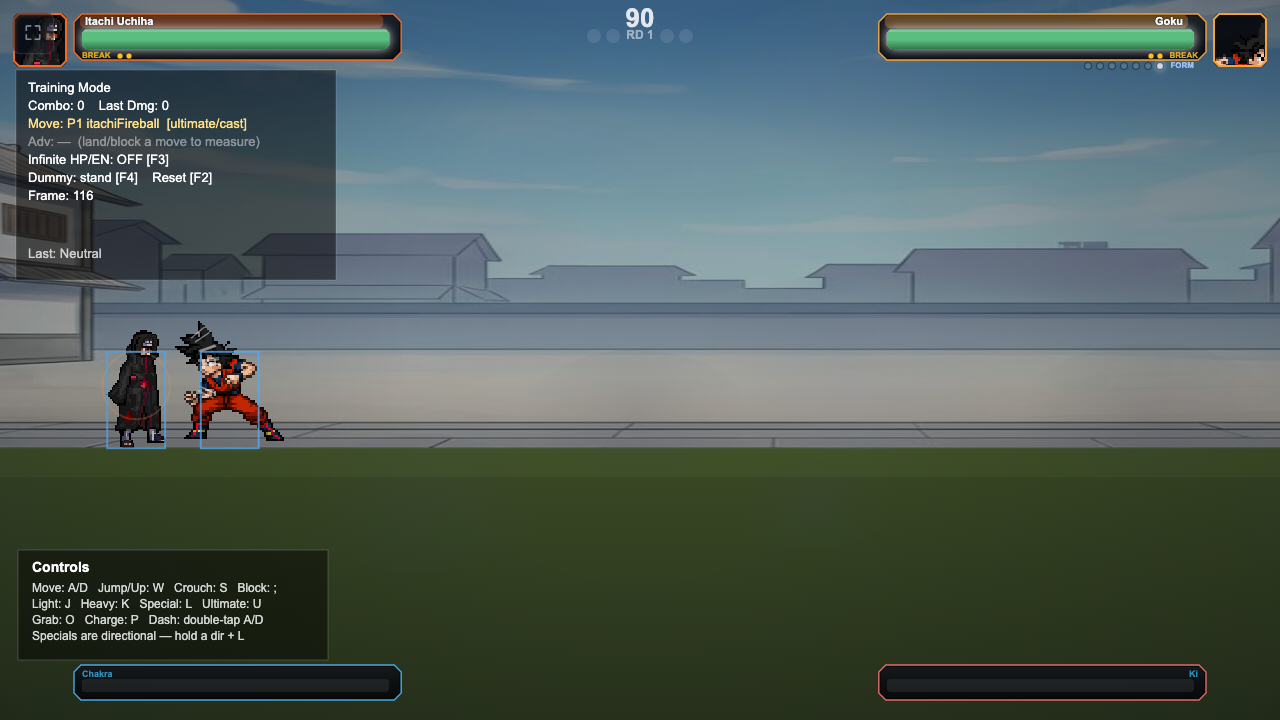 Itachi Uchiha
BREAK
90
RD 1
Goku
BREAK
FORM
Training Mode
Combo: 0 Last Dmg: 0
Move: P1 itachiFireball [ultimate/cast]
Adv: — (land/block a move to measure)
Infinite HP/EN: OFF [F3]
Dummy: stand [F4] Reset [F2]
Frame: 116
Last: Neutral
Controls
Move: A/D Jump/Up: W Crouch: S Block: ;
Light: J Heavy: K Special: L Ultimate: U
Grab: O Charge: P Dash: double-tap A/D
Specials are directional — hold a dir + L
Chakra
Ki